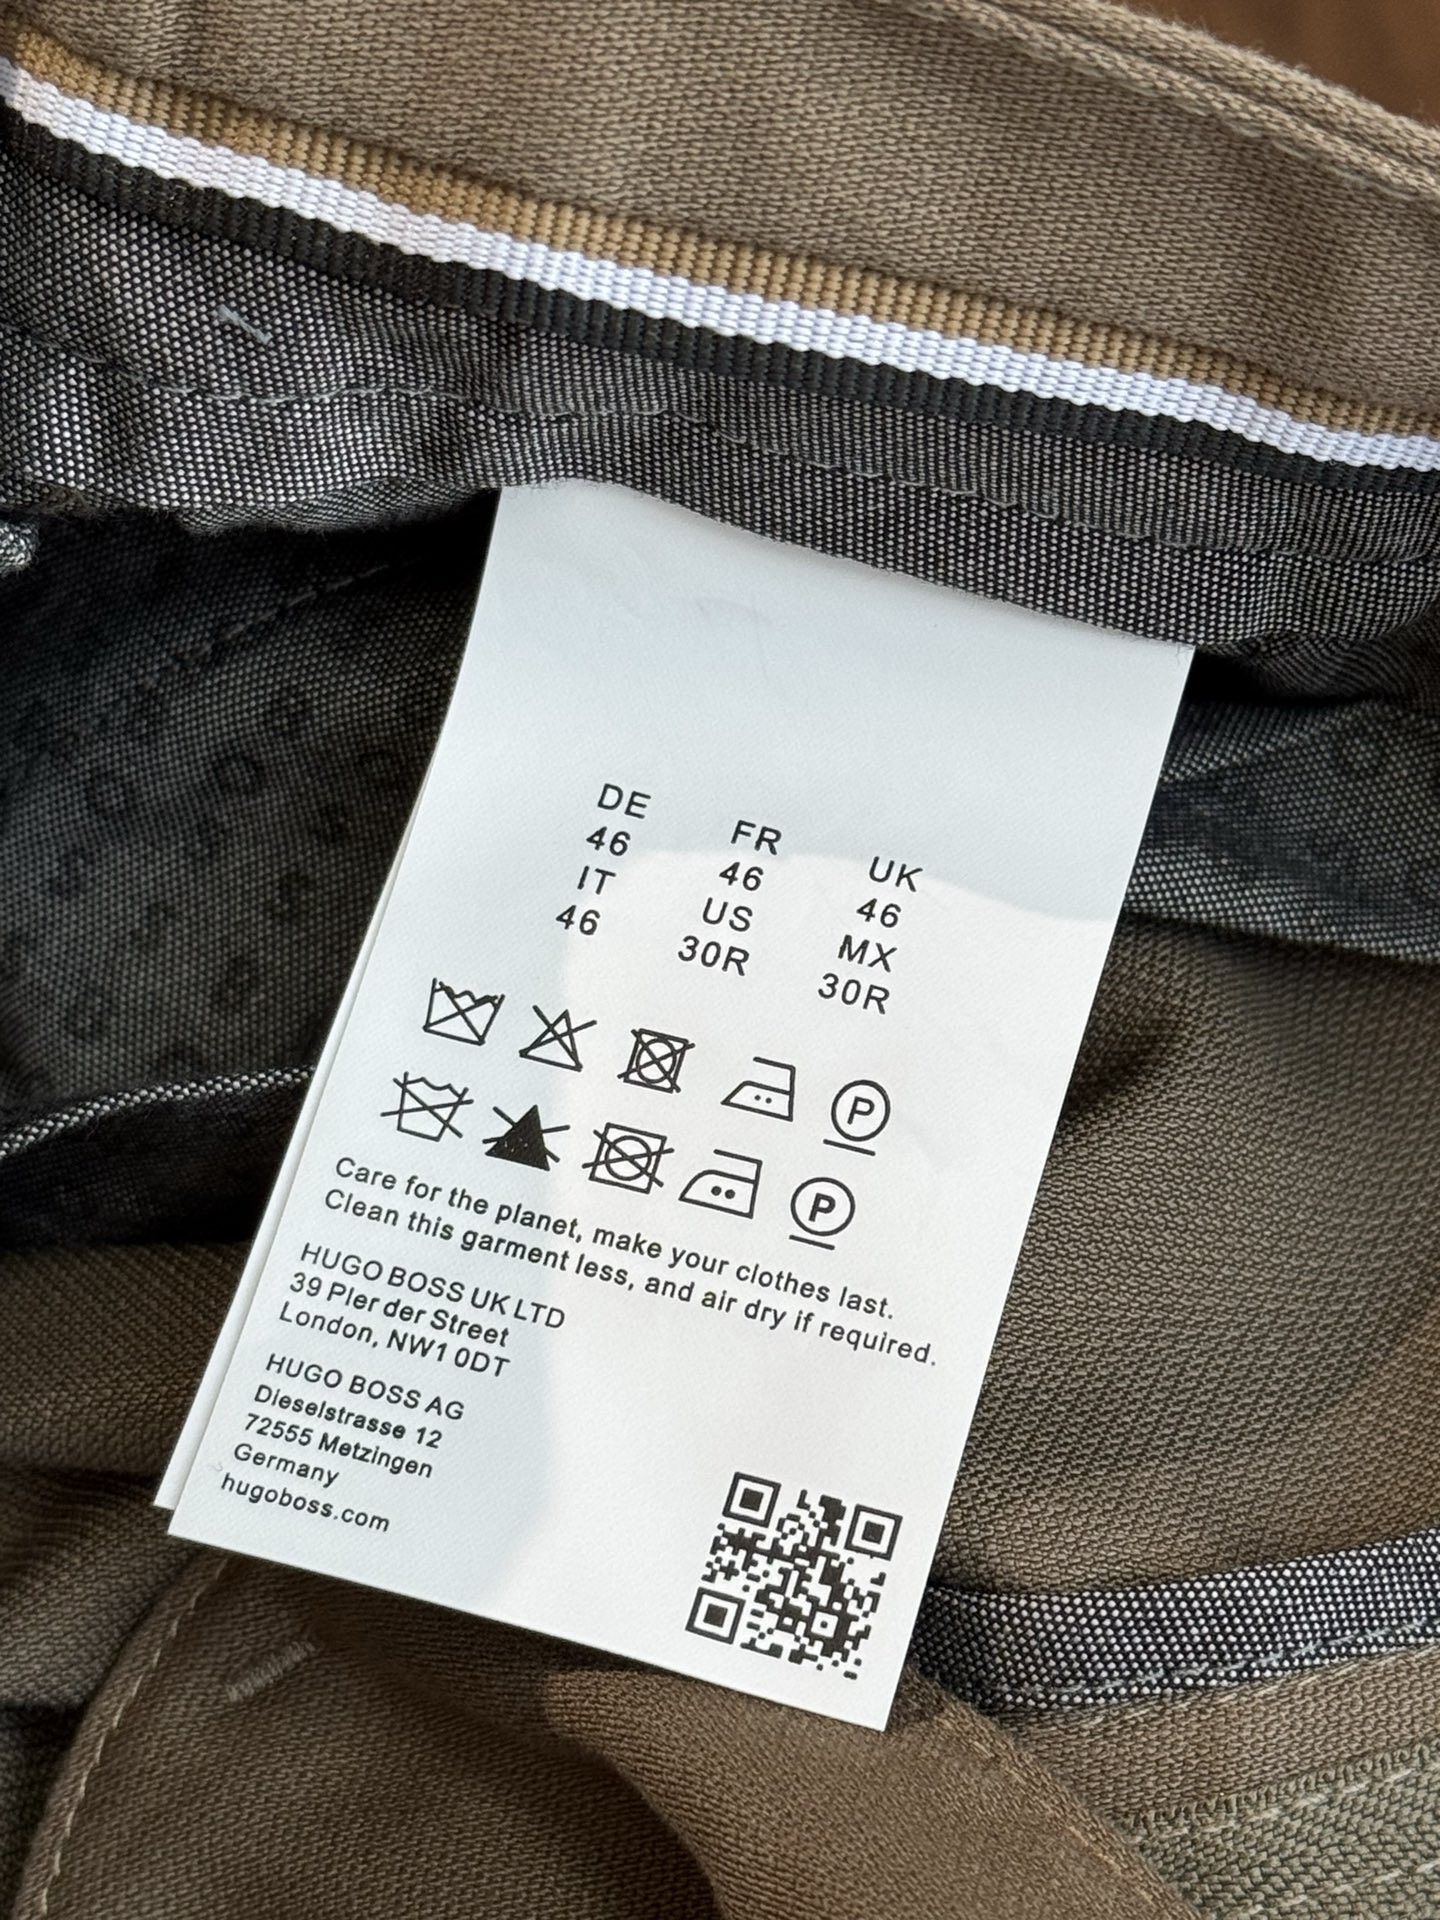 DE FR UK
46 46 46
IT US MX
46 30R 30R
P
P
Care for the planet, make your clothes last.
Clean this garment less, and air dry if required.
HUGO BOSS UK LTD
39 Pler der Street
London, NW1 0DT
HUGO BOSS AG
Dieselstrasse 12
72555 Metzingen
Germany
hugoboss.com